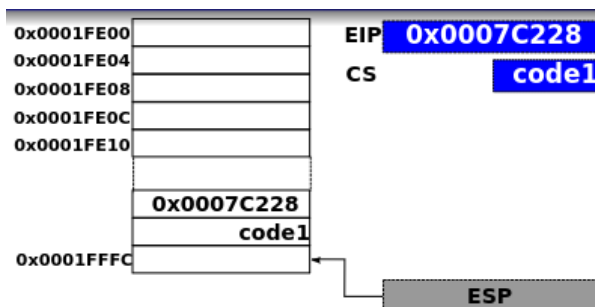 0x0001FE00
EIP 0x0007C228
0x0001FE04
CS code1
0x0001FE08
0x0001FE0C
0x0001FE10
0x0007C228
code1
0x0001FFFC
ESP